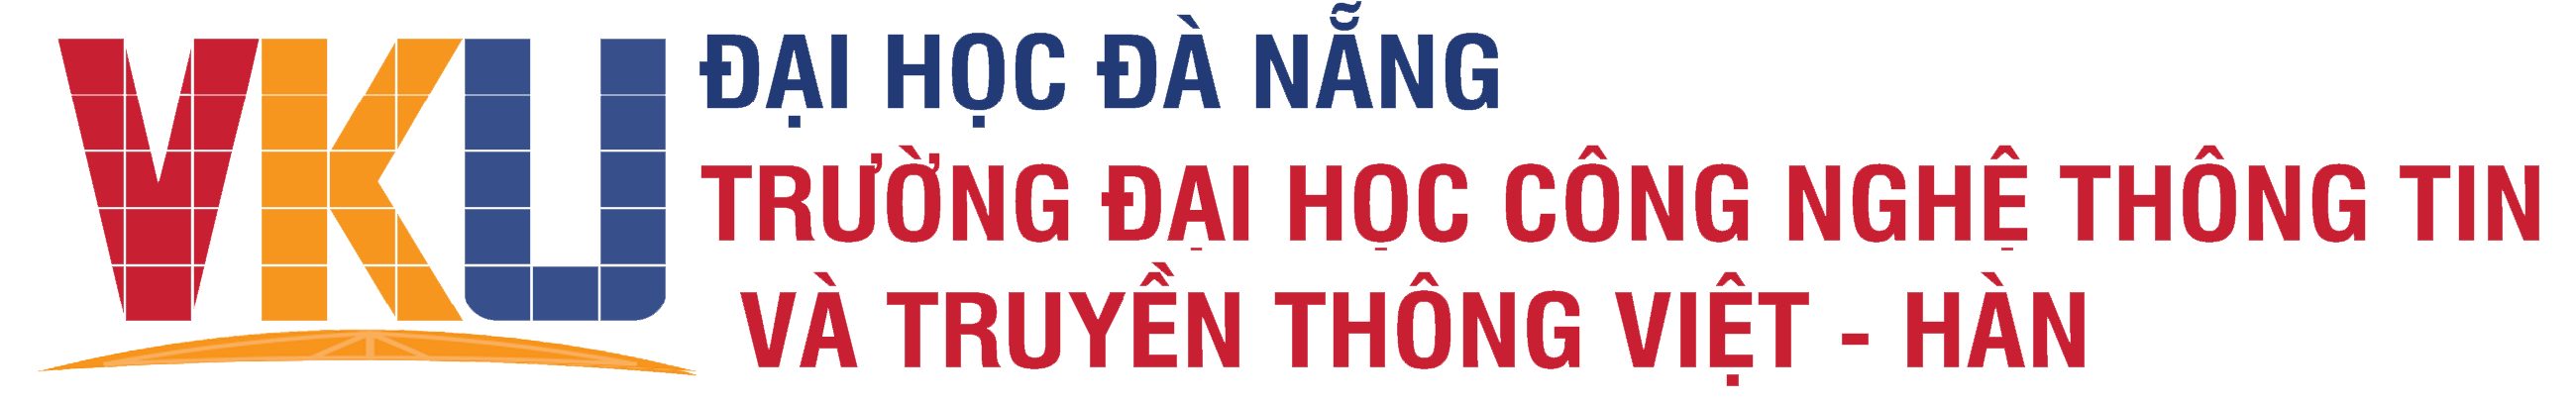 VKU
ĐẠI HỌC ĐÀ NẴNG
TRƯỜNG ĐẠI HỌC CÔNG NGHỆ THÔNG TIN
VÀ TRUYỀN THÔNG VIỆT - HÀN